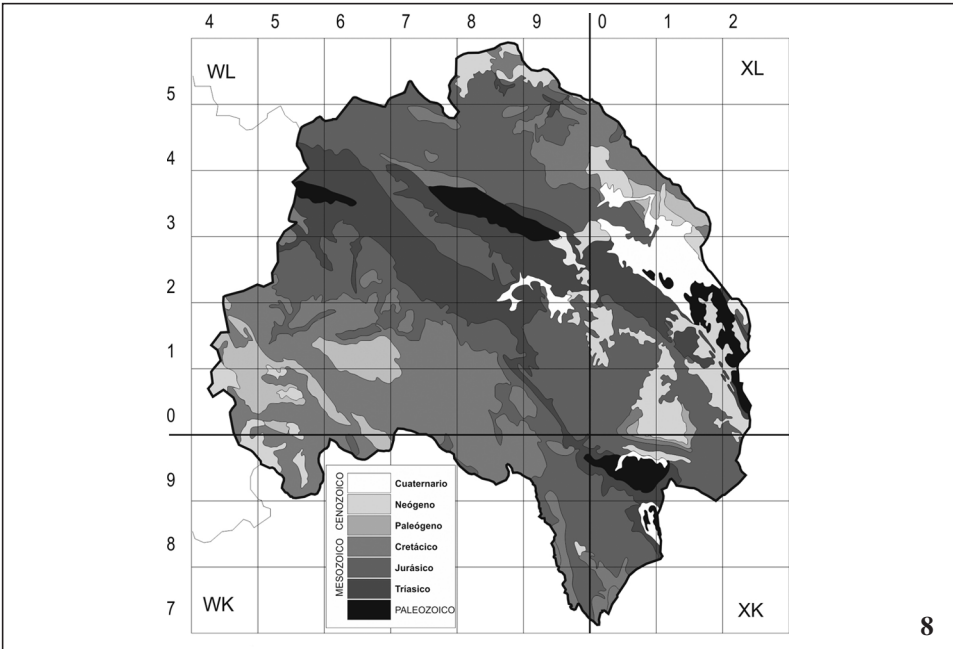 4 5 6 7 8 9 0 1 2
WL
XL
5
4
3
2
1
0
9
8
7
WK
XK
CENOZOICO
MESOZOICO
Cuaternario
Neógeno
Paleógeno
Cretácico
Jurásico
Triasico
PALEOZOICO
8